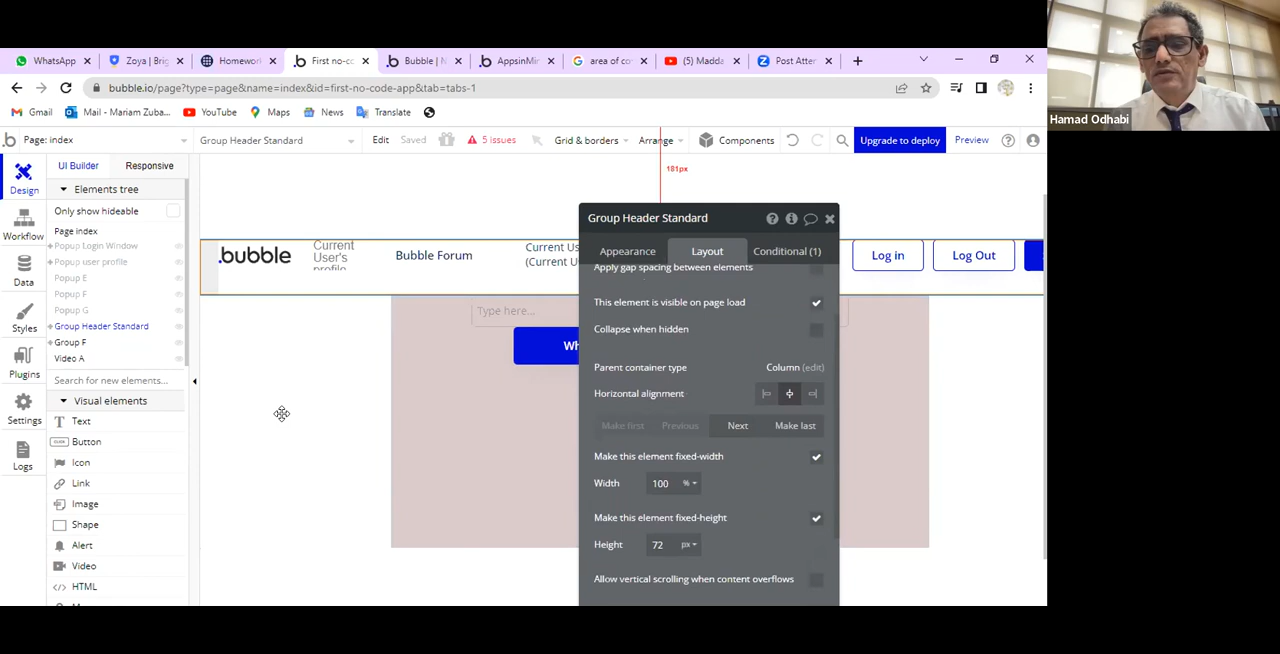 WhatsApp
Zoya | Brig
Homework
First no-co
Bubble | N
AppsinMin
area of cor
(5) Madda
Post Atten
bubble.io/page?type=page&name=index&id=first-no-code-app&tab=tabs-1
Gmail
Mail - Mariam Zuba...
YouTube
Maps
News
Translate
Page: index
Group Header Standard
Edit
Saved
5 issues
Grid & borders
Arrange
Components
Upgrade to deploy
Preview
Hamad Odhabi
Design
Workflow
Data
Styles
Plugins
Settings
Logs
UI Builder
Responsive
Elements tree
Only show hideable
Page index
Popup Login Window
Popup user profile
Popup E
Popup F
Popup G
Group Header Standard
Group F
Video A
Search for new elements...
Visual elements
Text
Button
Icon
Link
Image
Shape
Alert
Video
HTML
181px
.bubble
Current
User's
profile
Bubble Forum
Current Us
(Current U
Log in
Log Out
Type here...
Wh
Group Header Standard
Appearance
Layout
Conditional (1)
Apply gap spacing between elements
This element is visible on page load
Collapse when hidden
Parent container type
Column (edit)
Horizontal alignment
Make first
Previous
Next
Make last
Make this element fixed-width
Width
100
%
Make this element fixed-height
Height
72
px
Allow vertical scrolling when content overflows